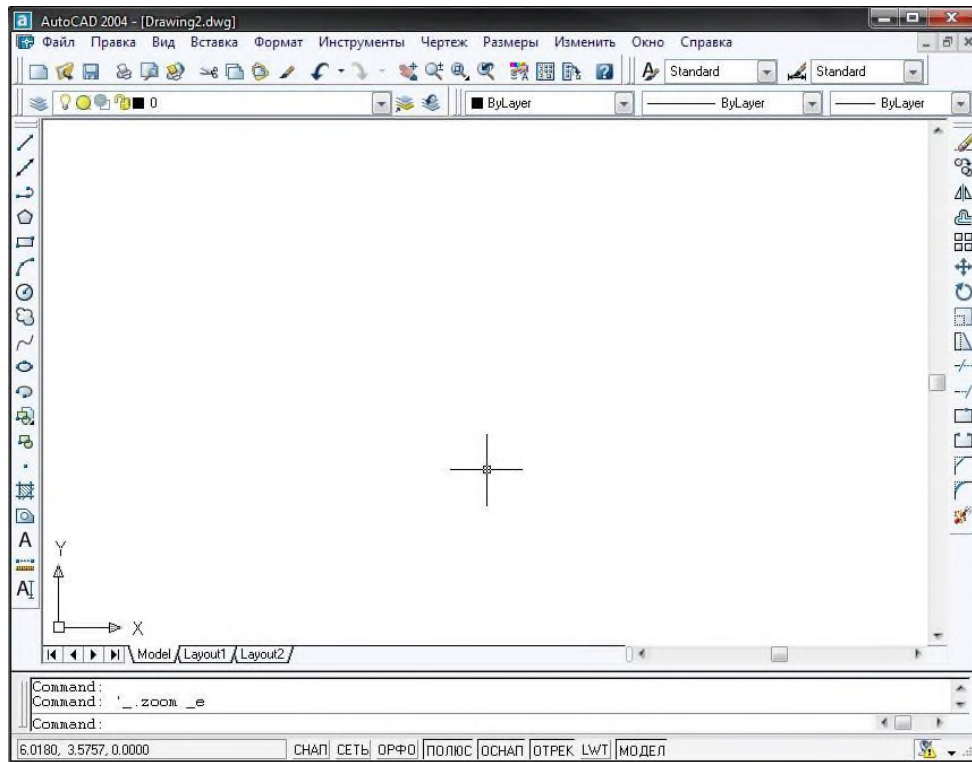 AutoCAD 2004 - [Drawing2.dwg]
Файл Правка Вид Вставка Формат Инструменты Чертеж Размеры Изменить Окно Справка
Standard Standard
0 ByLayer ByLayer ByLayer
A
Y
AI
X
Model Layout1 Layout2
Command:
Command: '_.zoom _e
Command:
6.0180, 3.5757, 0.0000 СНАП СЕТЬ ОРФО ПОЛЮС ОСНАП ОТРЕК LWT МОДЕЛ